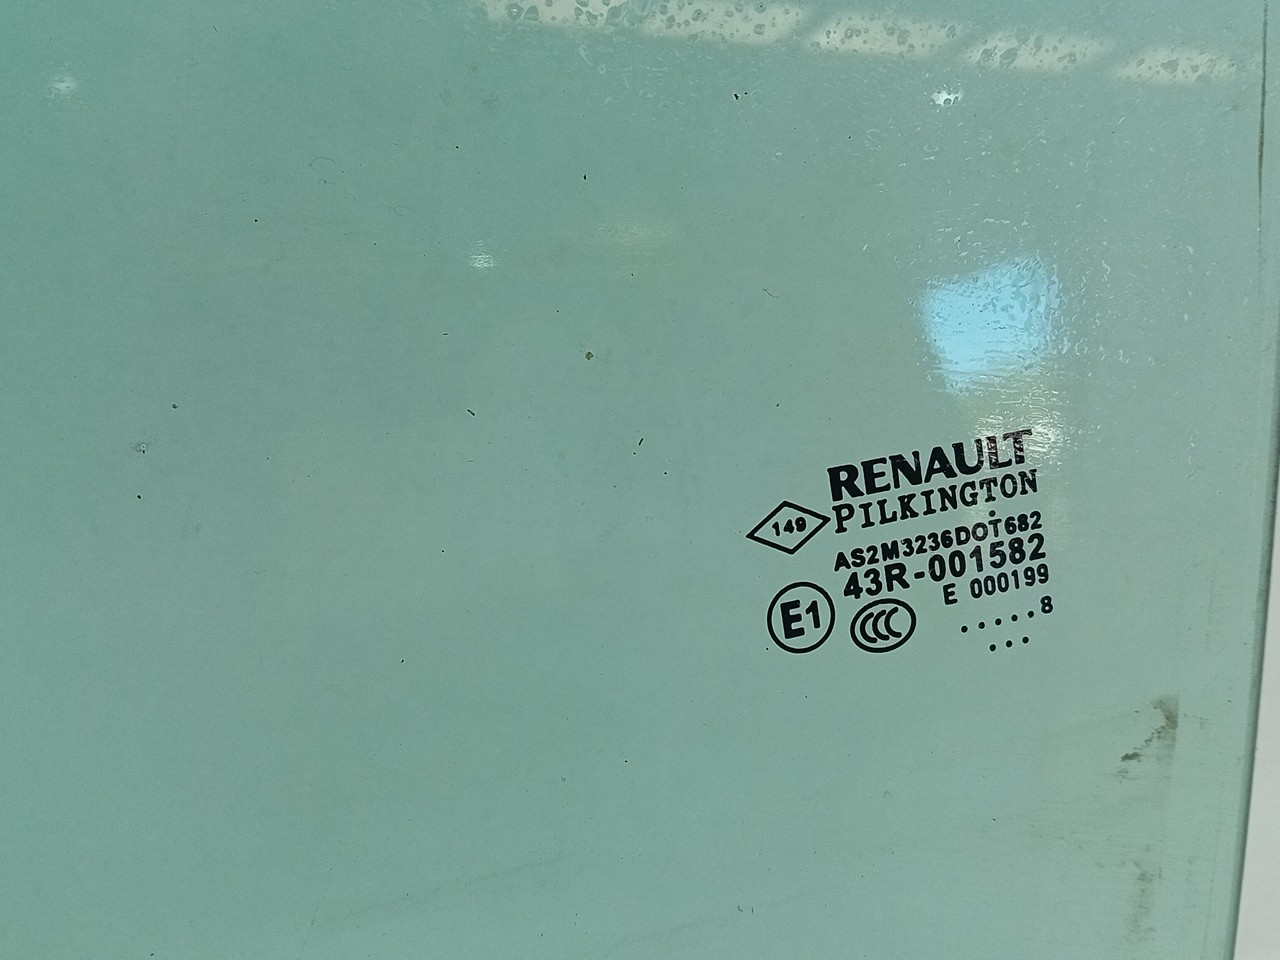 RENAULT
PILKINGTON
149
AS2M3236DOT682
43R-001582
E 000199
E1
CCC
.....8
...